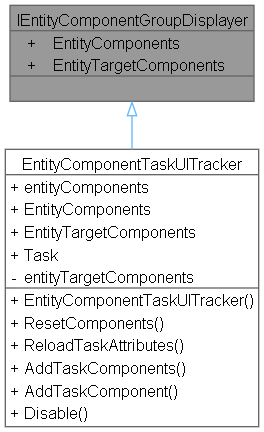 IEntityComponentGroupDisplayer
+ EntityComponents
+ EntityTargetComponents
EntityComponentTaskUITracker
+ entityComponents
+ EntityComponents
+ EntityTargetComponents
+ Task
- entityTargetComponents
+ EntityComponentTaskUITracker()
+ ResetComponents()
+ ReloadTaskAttributes()
+ AddTaskComponents()
+ AddTaskComponent()
+ Disable()